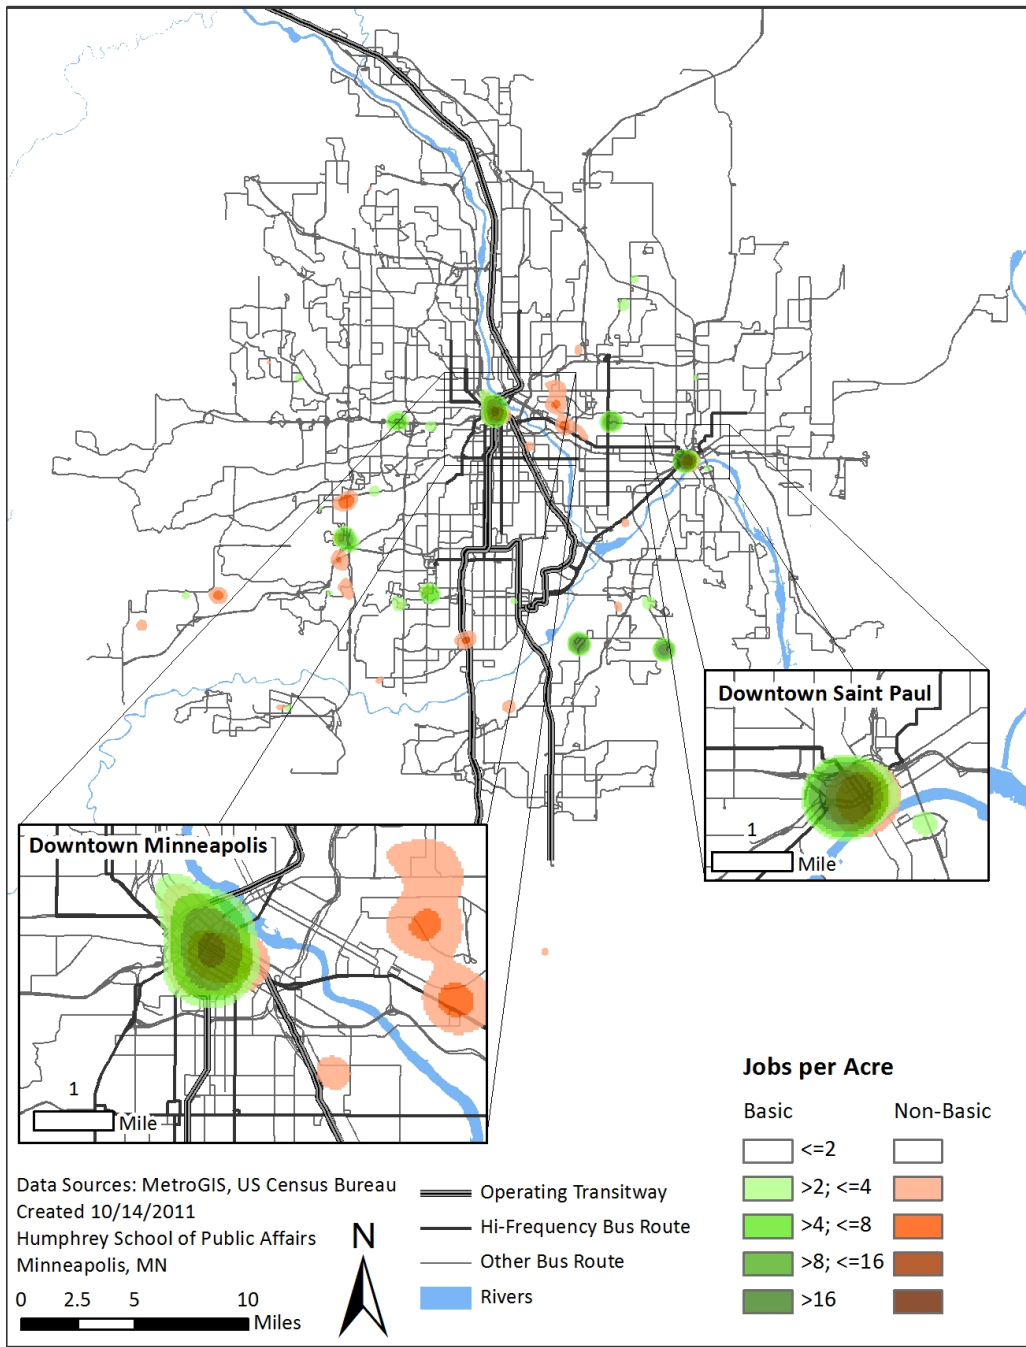 Downtown Saint Paul
1
Mile
Downtown Minneapolis
1
Mile
Jobs per Acre
Basic Non-Basic
<=2
>2; <=4
>4; <=8
>8; <=16
>16
Data Sources: MetroGIS, US Census Bureau
Created 10/14/2011
Humphrey School of Public Affairs
Minneapolis, MN
0 2.5 5 10
Miles
N
Operating Transitway
Hi-Frequency Bus Route
Other Bus Route
Rivers